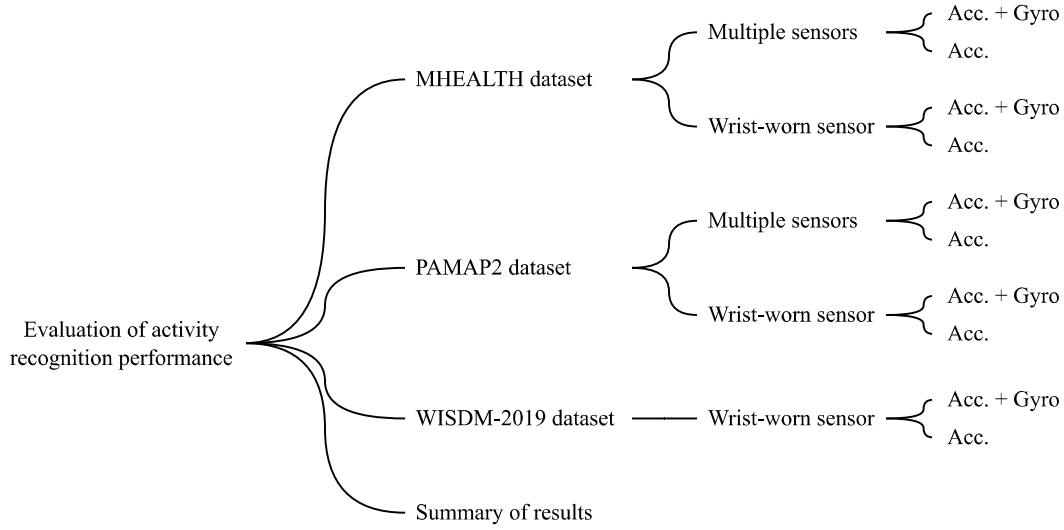 Evaluation of activity
recognition performance
MHEALTH dataset
Multiple sensors
Acc. + Gyro
Acc.
Wrist-worn sensor
Acc. + Gyro
Acc.
PAMAP2 dataset
Multiple sensors
Acc. + Gyro
Acc.
Wrist-worn sensor
Acc. + Gyro
Acc.
WISDM-2019 dataset
Wrist-worn sensor
Acc. + Gyro
Acc.
Summary of results